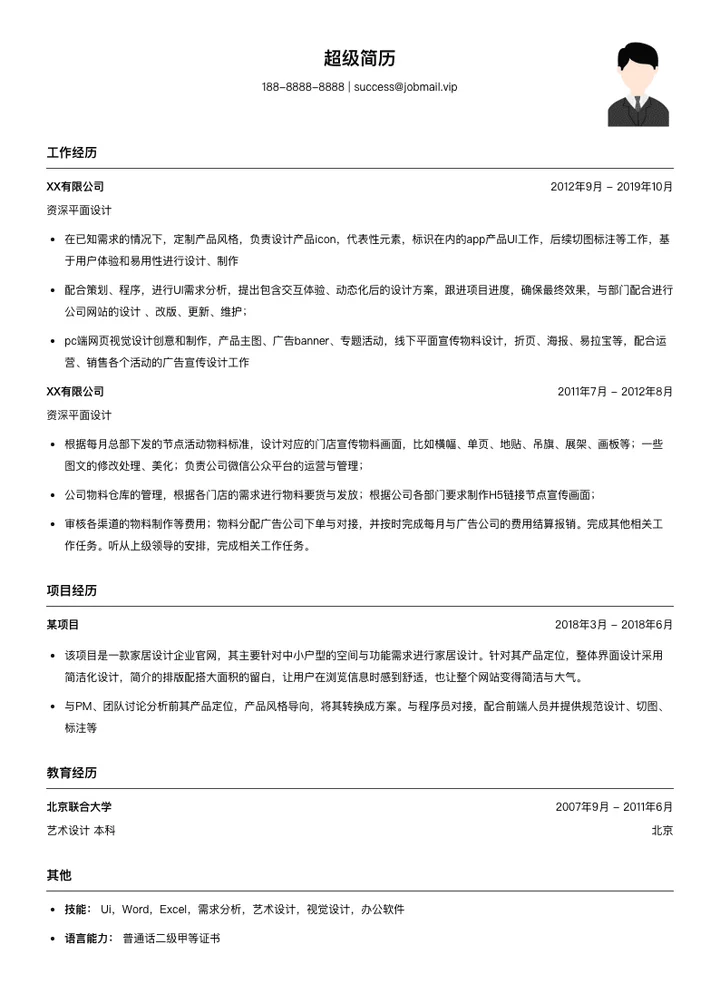 超级简历
188-8888-8888 | success@jobmail.vip
工作经历
XX有限公司 2012年9月 – 2019年10月
资深平面设计
• 在已知需求的情况下，定制产品风格，负责设计产品icon，代表性元素，标识在内的app产品UI工作，后续切图标注等工作，基
于用户体验和易用性进行设计、制作
• 配合策划、程序，进行UI需求分析，提出包含交互体验、动态化后的设计方案，跟进项目进度，确保最终效果，与部门配合进行
公司网站的设计 、改版、更新、维护；
• pc端网页视觉设计创意和制作，产品主图、广告banner、专题活动，线下平面宣传物料设计，折页、海报、易拉宝等，配合运
营、销售各个活动的广告宣传设计工作
XX有限公司 2011年7月 – 2012年8月
资深平面设计
• 根据每月总部下发的节点活动物料标准，设计对应的门店宣传物料画面，比如横幅、单页、地贴、吊旗、展架、画板等；一些
图文的修改处理、美化；负责公司微信公众平台的运营与管理；
• 公司物料仓库的管理，根据各门店的需求进行物料要货与发放；根据公司各部门要求制作H5链接节点宣传画面；
• 审核各渠道的物料制作等费用；物料分配广告公司下单与对接，并按时完成每月与广告公司的费用结算报销。完成其他相关工
作任务。听从上级领导的安排，完成相关工作任务。
项目经历
某项目 2018年3月 – 2018年6月
• 该项目是一款家居设计企业官网，其主要针对中小户型的空间与功能需求进行家居设计。针对其产品定位，整体界面设计采用
简洁化设计，简介的排版配搭大面积的留白，让用户在浏览信息时感到舒适，也让整个网站变得简洁与大气。
• 与PM、团队讨论分析前其产品定位，产品风格导向，将其转换成方案。与程序员对接，配合前端人员并提供规范设计、切图、
标注等
教育经历
北京联合大学 2007年9月 – 2011年6月
艺术设计 本科 北京
其他
• 技能： Ui，Word，Excel，需求分析，艺术设计，视觉设计，办公软件
• 语言能力： 普通话二级甲等证书